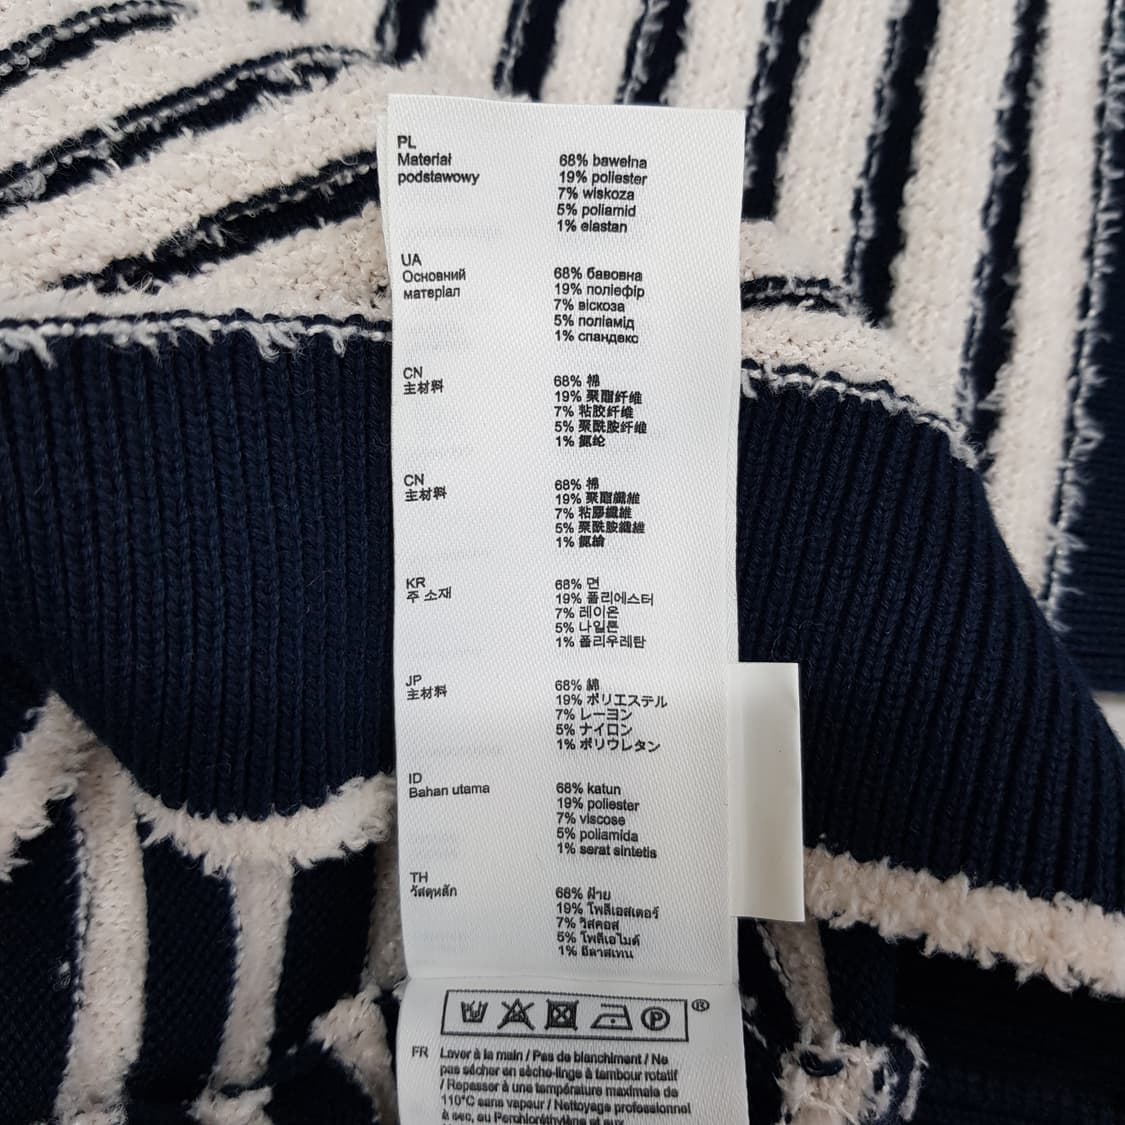 PL
Materiał 68% bawełna
podstawowy 19% poliester
7% wiskoza
5% poliamid
1% elastan
UA
Основний 68% бавовна
матеріал 19% поліефір
7% віскоза
5% поліамід
1% спандекс
CN
主材料 68% 棉
19% 聚酯纤维
7% 粘胶纤维
5% 聚酰胺纤维
1% 氨纶
CN
主材料 68% 棉
19% 聚酯纖維
7% 粘膠纖維
5% 聚酰胺纖維
1% 氨綸
KR
주 소재 68% 면
19% 폴리에스터
7% 레이온
5% 나일론
1% 폴리우레탄
JP
主材料 68% 綿
19% ポリエステル
7% レーヨン
5% ナイロン
1% ポリウレタン
ID
Bahan utama 68% katun
19% poliester
7% viscose
5% poliamida
1% serat sintetis
TH
วัสดุหลัก 68% ฝ้าย
19% โพลีเอสเตอร์
7% วิสคอส
5% โพลีเอไมด์
1% อีลาสเทน
P ®
FR Laver à la main / Pas de blanchiment / Ne
pas sécher en sèche-linge à tambour rotatif
/ Repasser à une température maximale de
110°C sans vapeur / Nettoyage professionnel
à sec, au Perchloréthylène et aux